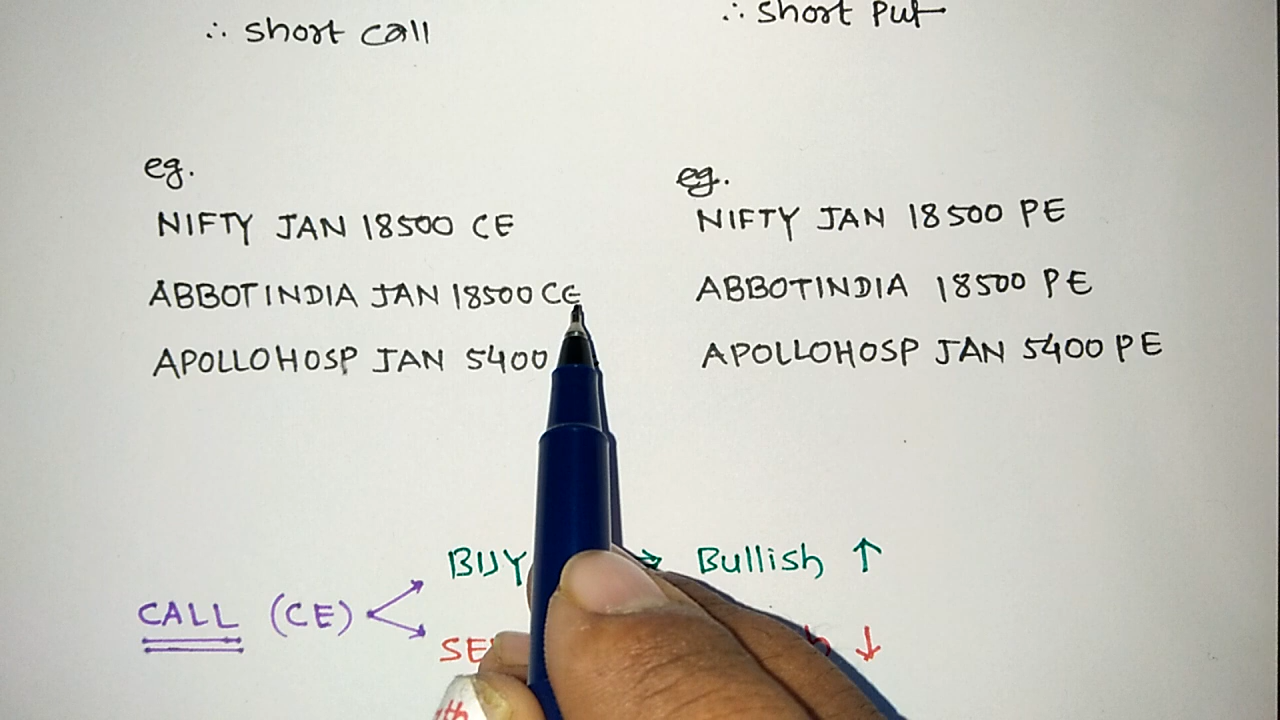 ∴ short call
∴ short Put
eg.
NIFTY JAN 18500 CE
ABBOTINDIA JAN 18500 CE
APOLLOHOSP JAN 5400
eg.
NIFTY JAN 18500 PE
ABBOTINDIA 18500 PE
APOLLOHOSP JAN 5400 PE
BUY → Bullish ↑
CALL (CE)
↓